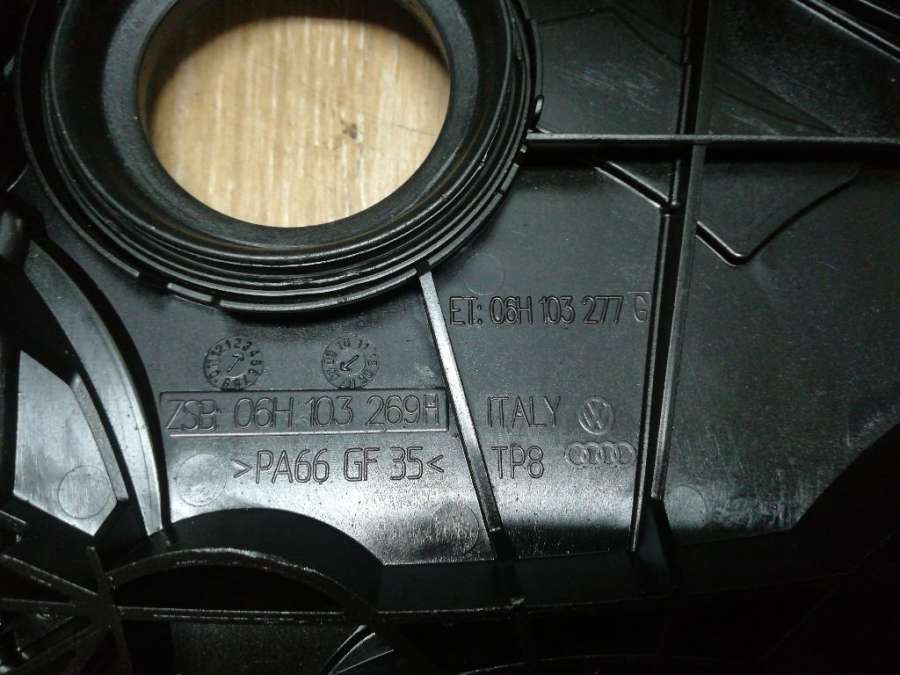 ET: 06H 103 277 G
ZSB: 06H 103 269H
ITALY
>PA66 GF 35<
TP8